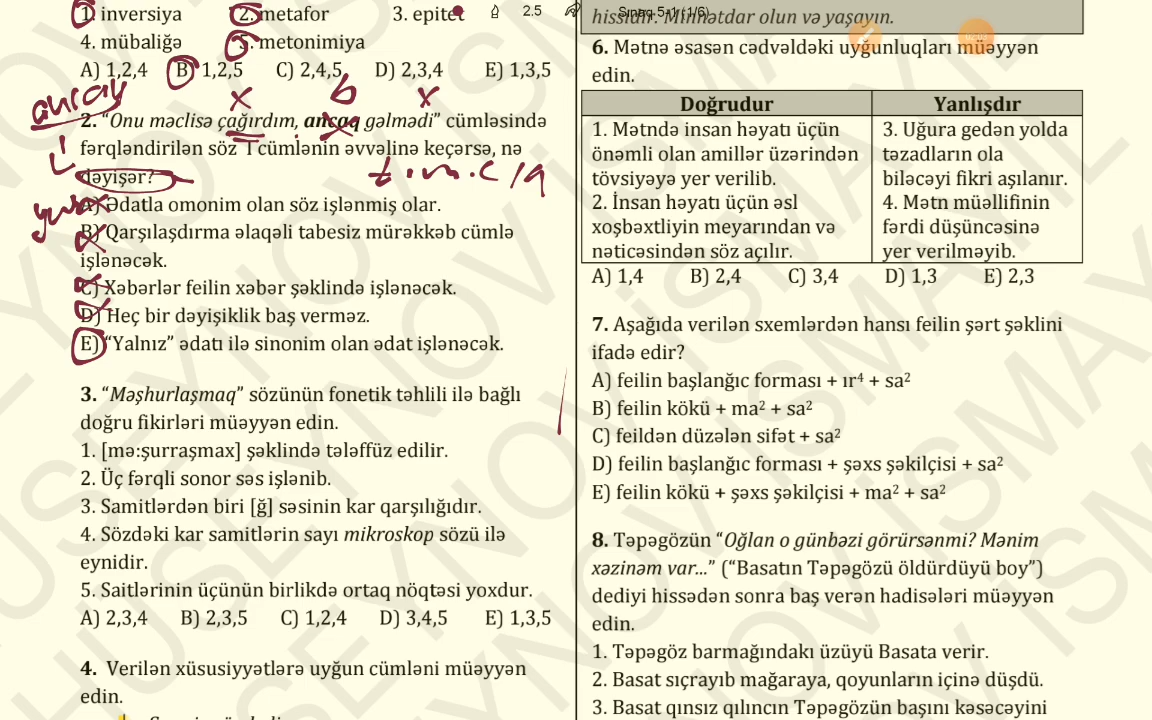 1. inversiya 2. metafor 3. epitet
4. mübaliğə 5. metonimiya
A) 1,2,4 B) 1,2,5 C) 2,4,5 D) 2,3,4 E) 1,3,5
ancaq
2. “Onu məclisə çağırdım, ancaq gəlmədi” cümləsində
fərqləndirilən söz I cümlənin əvvəlinə keçərsə, nə
dəyişər?
t.m.c
A) Ədatla omonim olan söz işlənmiş olar.
B) Qarşılaşdırma əlaqəli tabesiz mürəkkəb cümlə
işlənəcək.
C) Xəbərlər feilin xəbər şəklində işlənəcək.
D) Heç bir dəyişiklik baş verməz.
E) “Yalnız” ədatı ilə sinonim olan ədat işlənəcək.
3. “Məşhurlaşmaq” sözünün fonetik təhlili ilə bağlı
doğru fikirləri müəyyən edin.
1. [mə:şurraşmax] şəklində tələffüz edilir.
2. Üç fərqli sonor səs işlənib.
3. Samitlərdən biri [ğ] səsinin kar qarşılığıdır.
4. Sözdəki kar samitlərin sayı mikroskop sözü ilə
eynidir.
5. Saitlərinin üçünün birlikdə ortaq nöqtəsi yoxdur.
A) 2,3,4 B) 2,3,5 C) 1,2,4 D) 3,4,5 E) 1,3,5
4. Verilən xüsusiyyətlərə uyğun cümləni müəyyən
edin.
2.5
Sınaq 5-1 (1/6)
hissidir. Minnətdar olun və yaşayın.
6. Mətnə əsasən cədvəldəki uyğunluqları müəyyən
edin.
Doğrudur Yanlışdır
1. Mətndə insan həyatı üçün
önəmli olan amillər üzərindən
tövsiyəyə yer verilib.
2. İnsan həyatı üçün əsl
xoşbəxtliyin meyarından və
nəticəsindən söz açılır.
3. Uğura gedən yolda
təzadların ola
biləcəyi fikri aşılanır.
4. Mətn müəllifinin
fərdi düşüncəsinə
yer verilməyib.
A) 1,4 B) 2,4 C) 3,4 D) 1,3 E) 2,3
7. Aşağıda verilən sxemlərdən hansı feilin şərt şəklini
ifadə edir?
A) feilin başlanğıc forması + ır⁴ + sa²
B) feilin kökü + ma² + sa²
C) feildən düzələn sifət + sa²
D) feilin başlanğıc forması + şəxs şəkilçisi + sa²
E) feilin kökü + şəxs şəkilçisi + ma² + sa²
8. Təpəgözün “Oğlan o günbəzi görürsənmi? Mənim
xəzinəm var...” (“Basatın Təpəgözü öldürdüyü boy”)
dediyi hissədən sonra baş verən hadisələri müəyyən
edin.
1. Təpəgöz barmağındakı üzüyü Basata verir.
2. Basat sıçrayıb mağaraya, qoyunların içinə düşdü.
3. Basat qınsız qılıncın Təpəgözün başını kəsəcəyini